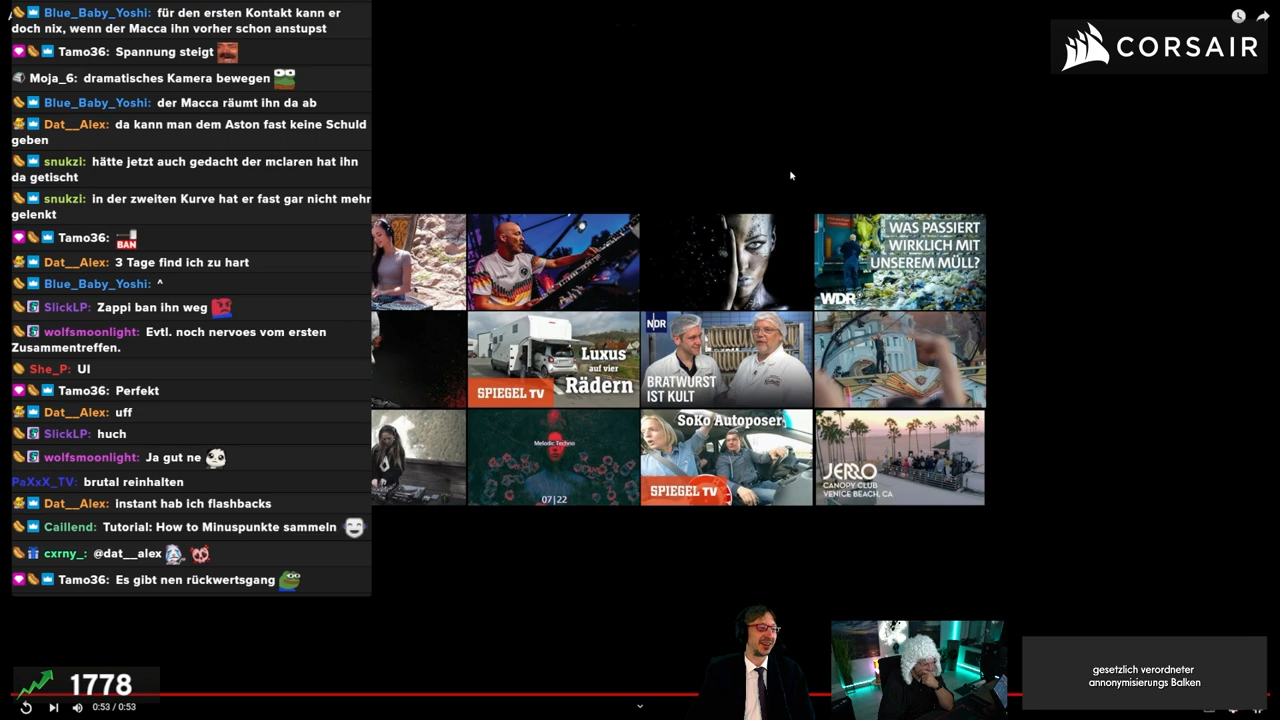 Blue_Baby_Yoshi: für den ersten Kontakt kann er
doch nix, wenn der Macca ihn vorher schon anstupst
Tamo36: Spannung steigt
Moja_6: dramatisches Kamera bewegen
Blue_Baby_Yoshi: der Macca räumt ihn da ab
Dat__Alex: da kann man dem Aston fast keine Schuld
geben
snukzi: hätte jetzt auch gedacht der mclaren hat ihn
da getischt
snukzi: in der zweiten Kurve hat er fast gar nicht mehr
gelenkt
Tamo36:
BAN
Dat__Alex: 3 Tage find ich zu hart
Blue_Baby_Yoshi: ^
SlickLP: Zappi ban ihn weg
wolfsmoonlight: Evtl. noch nervoes vom ersten
Zusammentreffen.
She_P: UI
Tamo36: Perfekt
Dat__Alex: uff
SlickLP: huch
wolfsmoonlight: Ja gut ne
PaXxX_TV: brutal reinhalten
Dat__Alex: instant hab ich flashbacks
Caillend: Tutorial: How to Minuspunkte sammeln
cxrny_: @dat__alex
Tamo36: Es gibt nen rückwertsgang
CORSAIR
WAS PASSIERT
WIRKLICH MIT
UNSEREM MÜLL?
WDR
Luxus
auf vier
Rädern
SPIEGEL TV
NDR
BRATWURST
IST KULT
Melodic Techno
07|22
SoKo Autoposer
SPIEGEL TV
JERRO
CANOPY CLUB
VENICE BEACH, CA
gesetzlich verordneter
annonymisierungs Balken
1778
0:53 / 0:53